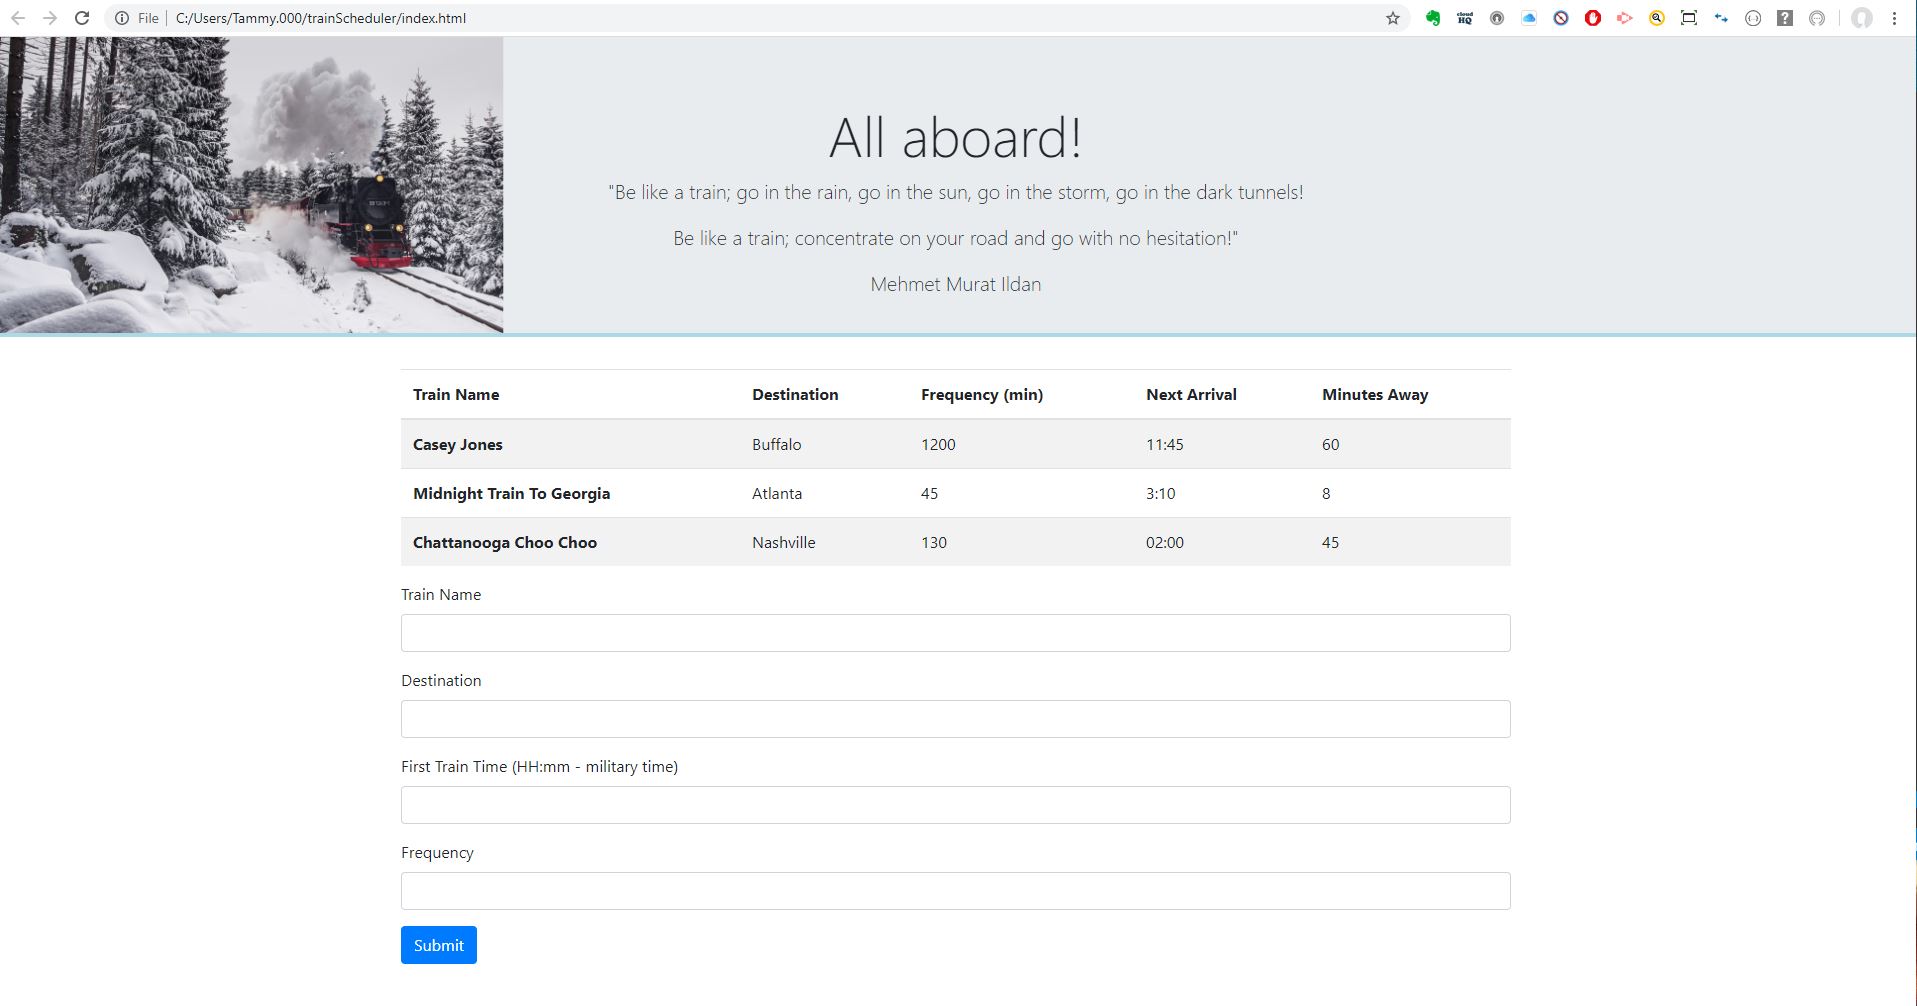 File C:/Users/Tammy.000/trainScheduler/index.html
cloud
HQ
All aboard!
"Be like a train; go in the rain, go in the sun, go in the storm, go in the dark tunnels!
Be like a train; concentrate on your road and go with no hesitation!"
Mehmet Murat Ildan
Train Name Destination Frequency (min) Next Arrival Minutes Away
Casey Jones Buffalo 1200 11:45 60
Midnight Train To Georgia Atlanta 45 3:10 8
Chattanooga Choo Choo Nashville 130 02:00 45
Train Name
Destination
First Train Time (HH:mm - military time)
Frequency
Submit